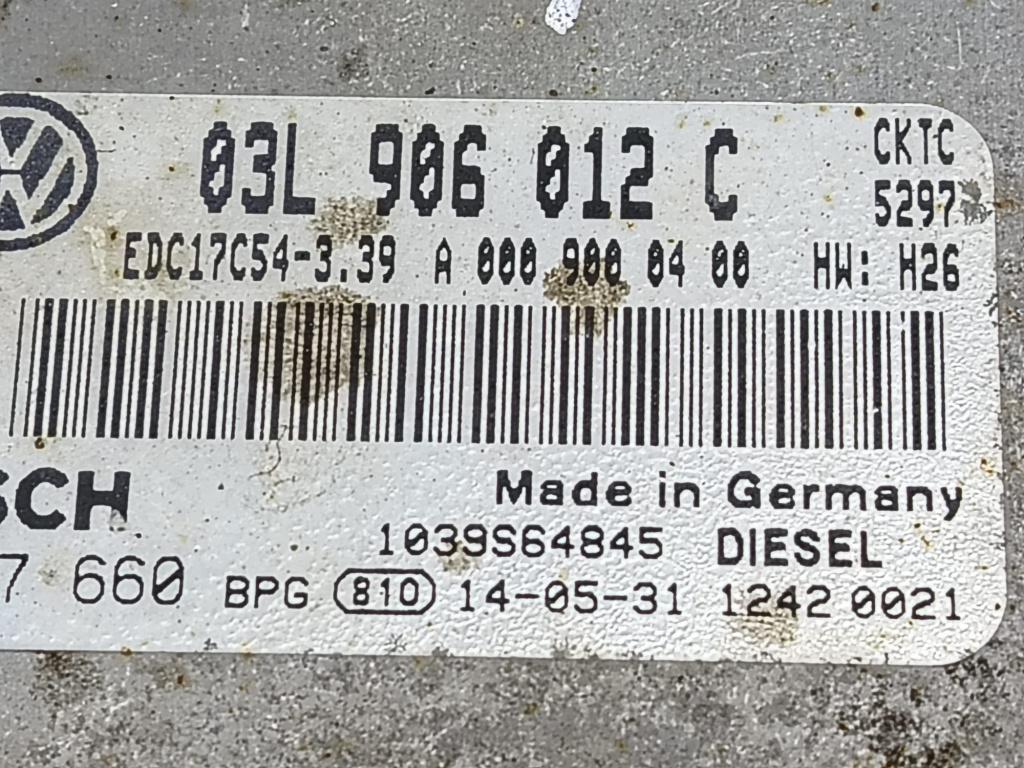 03L 906 012 C
CKTC
5297
EDC17C54-3.39 A 000 900 04 00 HW: H26
SCH
Made in Germany
1039S64845 DIESEL
7 660 BPG 810 14-05-31 1242 0021